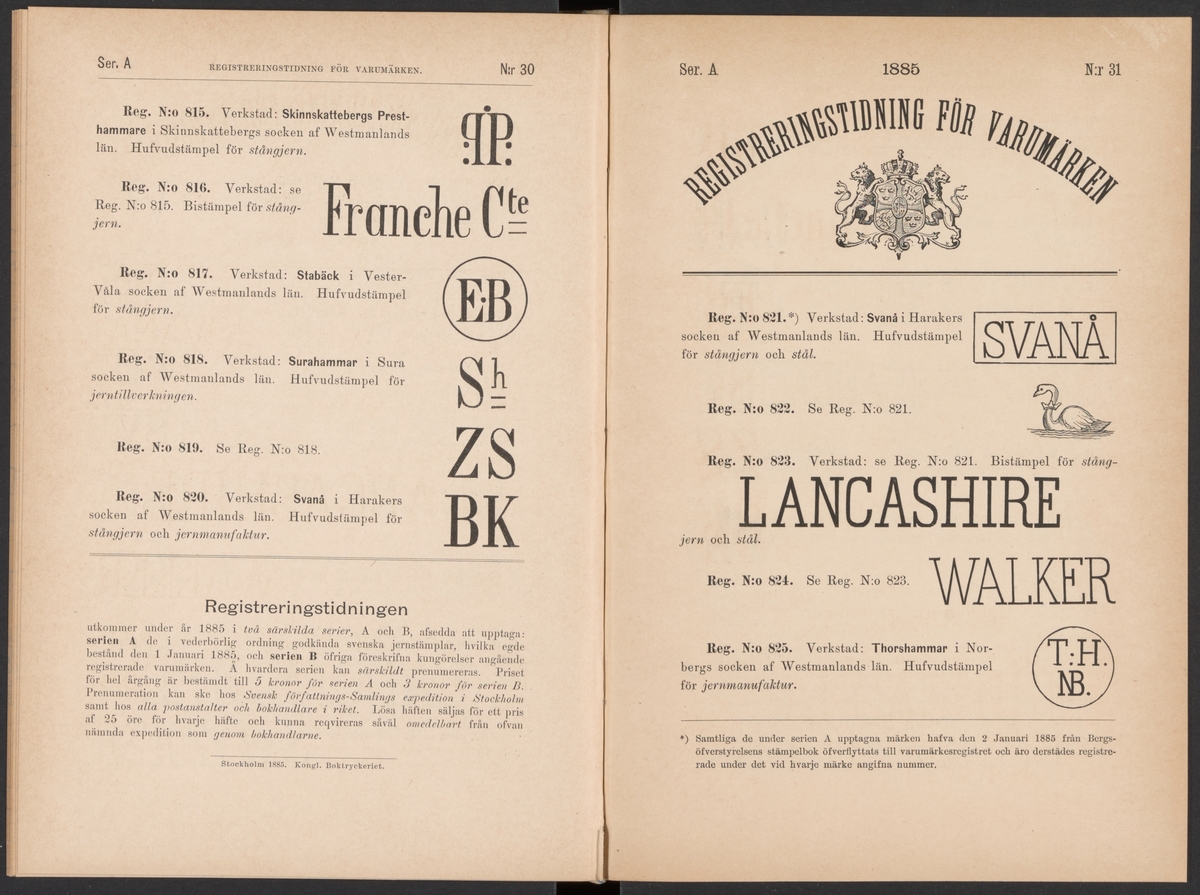 Ser. A REGISTRERINGSTIDNING FÖR VARUMÄRKEN. N:r 30
Reg. N:o 815. Verkstad: Skinnskattebergs Prest-
hammare i Skinnskattebergs socken af Westmanlands
län. Hufvudstämpel för stångjern.
Reg. N:o 816. Verkstad: se
Reg. N:o 815. Bistämpel för stång-
jern.
Franche Cte
Reg. N:o 817. Verkstad: Stabäck i Vester-
Våla socken af Westmanlands län. Hufvudstämpel
för stångjern.
E·B
Reg. N:o 818. Verkstad: Surahammar i Sura
socken af Westmanlands län. Hufvudstämpel för
jerntillverkningen.
Sh
Reg. N:o 819. Se Reg. N:o 818.
ZS
Reg. N:o 820. Verkstad: Svanå i Harakers
socken af Westmanlands län. Hufvudstämpel för
stångjern och jernmanufaktur.
BK
Registreringstidningen
utkommer under år 1885 i två särskilda serier, A och B, afsedda att upptaga:
serien A de i vederbörlig ordning godkända svenska jernstämplar, hvilka egde
bestånd den 1 Januari 1885, och serien B öfriga föreskrifna kungörelser angående
registrerade varumärken. Å hvardera serien kan särskildt prenumereras. Priset
för hel årgång är bestämdt till 5 kronor för serien A och 3 kronor för serien B.
Prenumeration kan ske hos Svensk författnings-Samlings expedition i Stockholm
samt hos alla postanstalter och bokhandlare i riket. Lösa häften säljas för ett pris
af 25 öre för hvarje häfte och kunna reqvireras såväl omedelbart från ofvan
nämnda expedition som genom bokhandlarne.
Stockholm 1885. Kongl. Boktryckeriet.
Ser. A 1885 N:r 31
REGISTRERINGSTIDNING FÖR VARUMÄRKEN
Reg. N:o 821.*) Verkstad: Svanå i Harakers
socken af Westmanlands län. Hufvudstämpel
för stångjern och stål.
SVANÅ
Reg. N:o 822. Se Reg. N:o 821.
Reg. N:o 823. Verkstad: se Reg. N:o 821. Bistämpel för stång-
LANCASHIRE
jern och stål.
Reg. N:o 824. Se Reg. N:o 823.
WALKER
Reg. N:o 825. Verkstad: Thorshammar i Nor-
bergs socken af Westmanlands län. Hufvudstämpel
för jernmanufaktur.
T:H.
NB.
*) Samtliga de under serien A upptagna märken hafva den 2 Januari 1885 från Bergs-
öfverstyrelsens stämpelbok öfverflyttats till varumärkesregistret och äro derstädes registre-
rade under det vid hvarje märke angifna nummer.